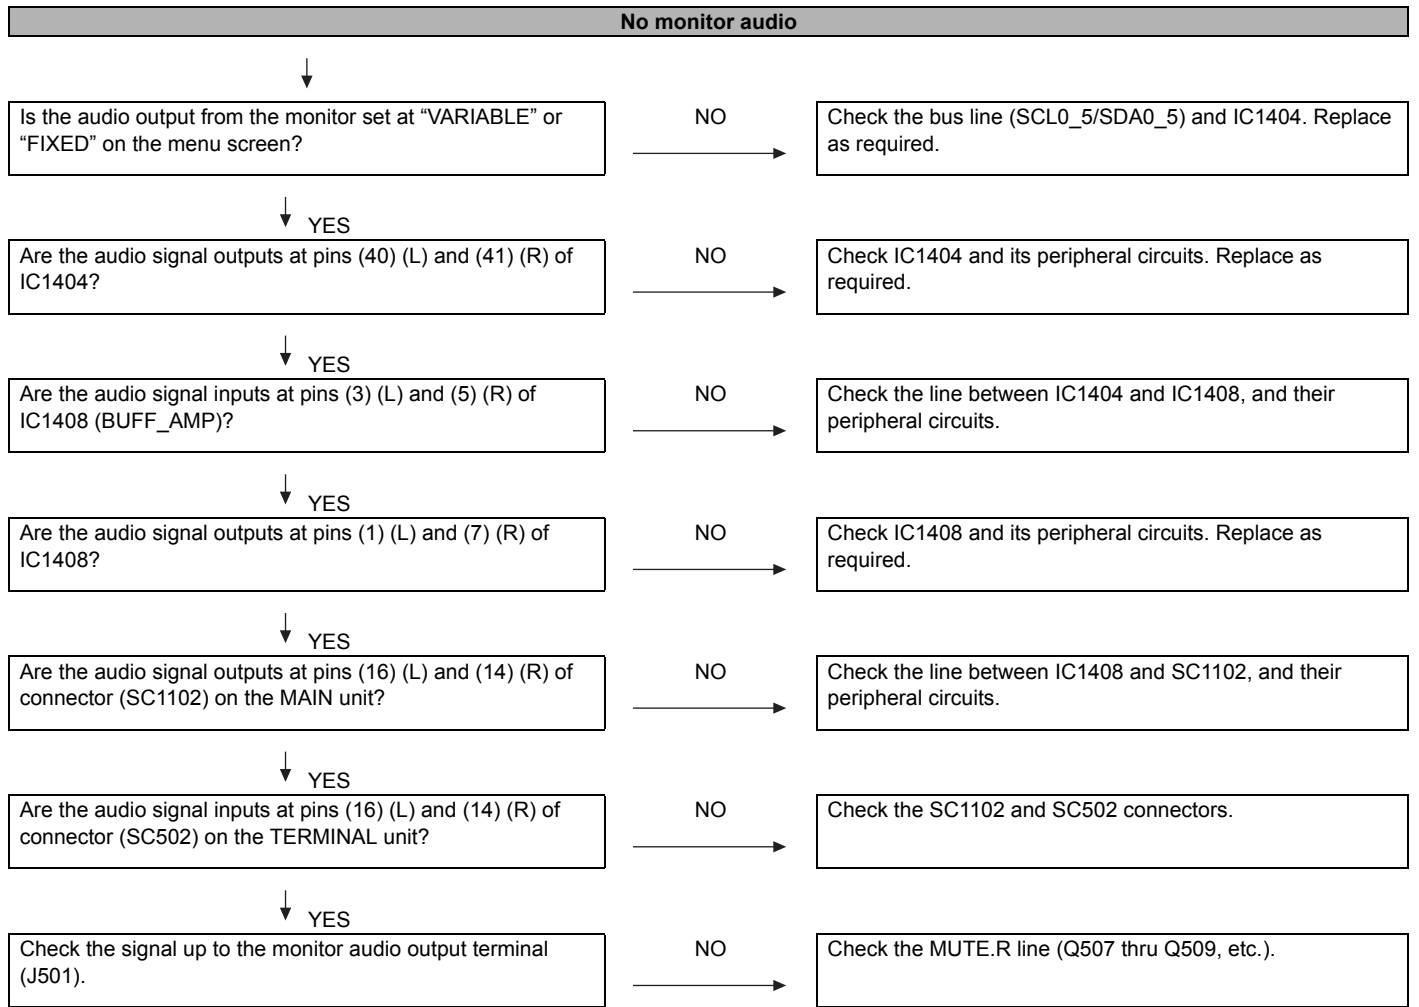 No monitor audio
Is the audio output from the monitor set at “VARIABLE” or
“FIXED” on the menu screen?
NO
Check the bus line (SCL0_5/SDA0_5) and IC1404. Replace
as required.
YES
Are the audio signal outputs at pins (40) (L) and (41) (R) of
IC1404?
NO
Check IC1404 and its peripheral circuits. Replace as
required.
YES
Are the audio signal inputs at pins (3) (L) and (5) (R) of
IC1408 (BUFF_AMP)?
NO
Check the line between IC1404 and IC1408, and their
peripheral circuits.
YES
Are the audio signal outputs at pins (1) (L) and (7) (R) of
IC1408?
NO
Check IC1408 and its peripheral circuits. Replace as
required.
YES
Are the audio signal outputs at pins (16) (L) and (14) (R) of
connector (SC1102) on the MAIN unit?
NO
Check the line between IC1408 and SC1102, and their
peripheral circuits.
YES
Are the audio signal inputs at pins (16) (L) and (14) (R) of
connector (SC502) on the TERMINAL unit?
NO
Check the SC1102 and SC502 connectors.
YES
Check the signal up to the monitor audio output terminal
(J501).
NO
Check the MUTE.R line (Q507 thru Q509, etc.).